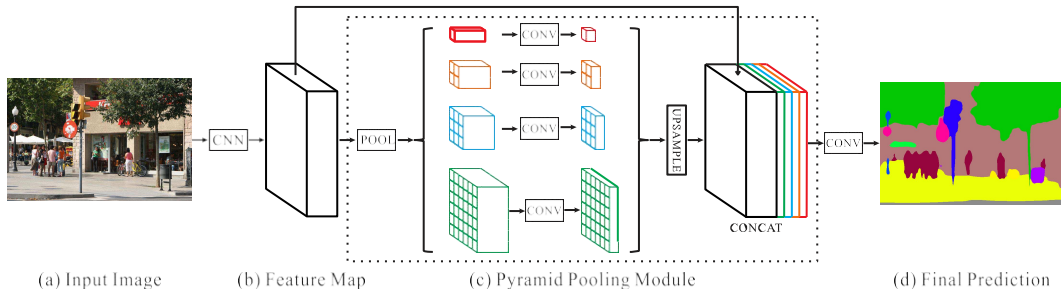 CNN
POOL
CONV
CONV
CONV
CONV
UPSAMPLE
CONCAT
CONV
(a) Input Image
(b) Feature Map
(c) Pyramid Pooling Module
(d) Final Prediction